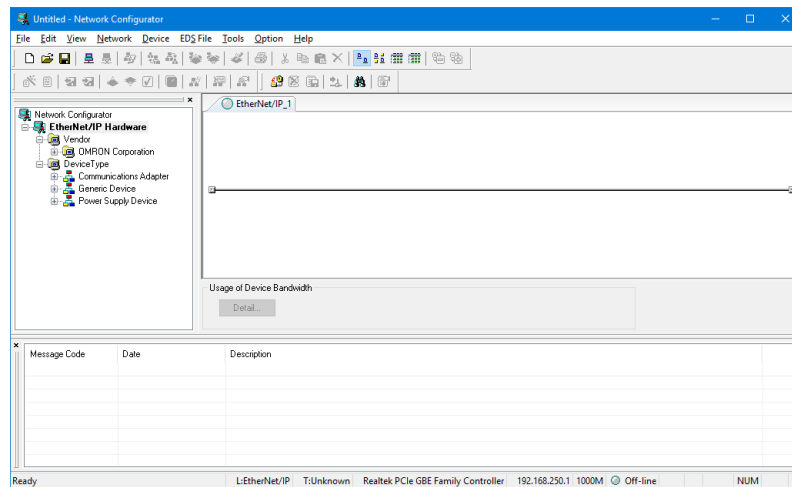 Untitled - Network Configurator
File Edit View Network Device EDS File Tools Option Help
Network Configurator
EtherNet/IP Hardware
Vendor
OMRON Corporation
DeviceType
Communications Adapter
Generic Device
Power Supply Device
EtherNet/IP_1
Usage of Device Bandwidth
Detail...
Message Code Date Description
Ready L:EtherNet/IP T:Unknown Realtek PCIe GBE Family Controller 192.168.250.1 1000M Off-line NUM